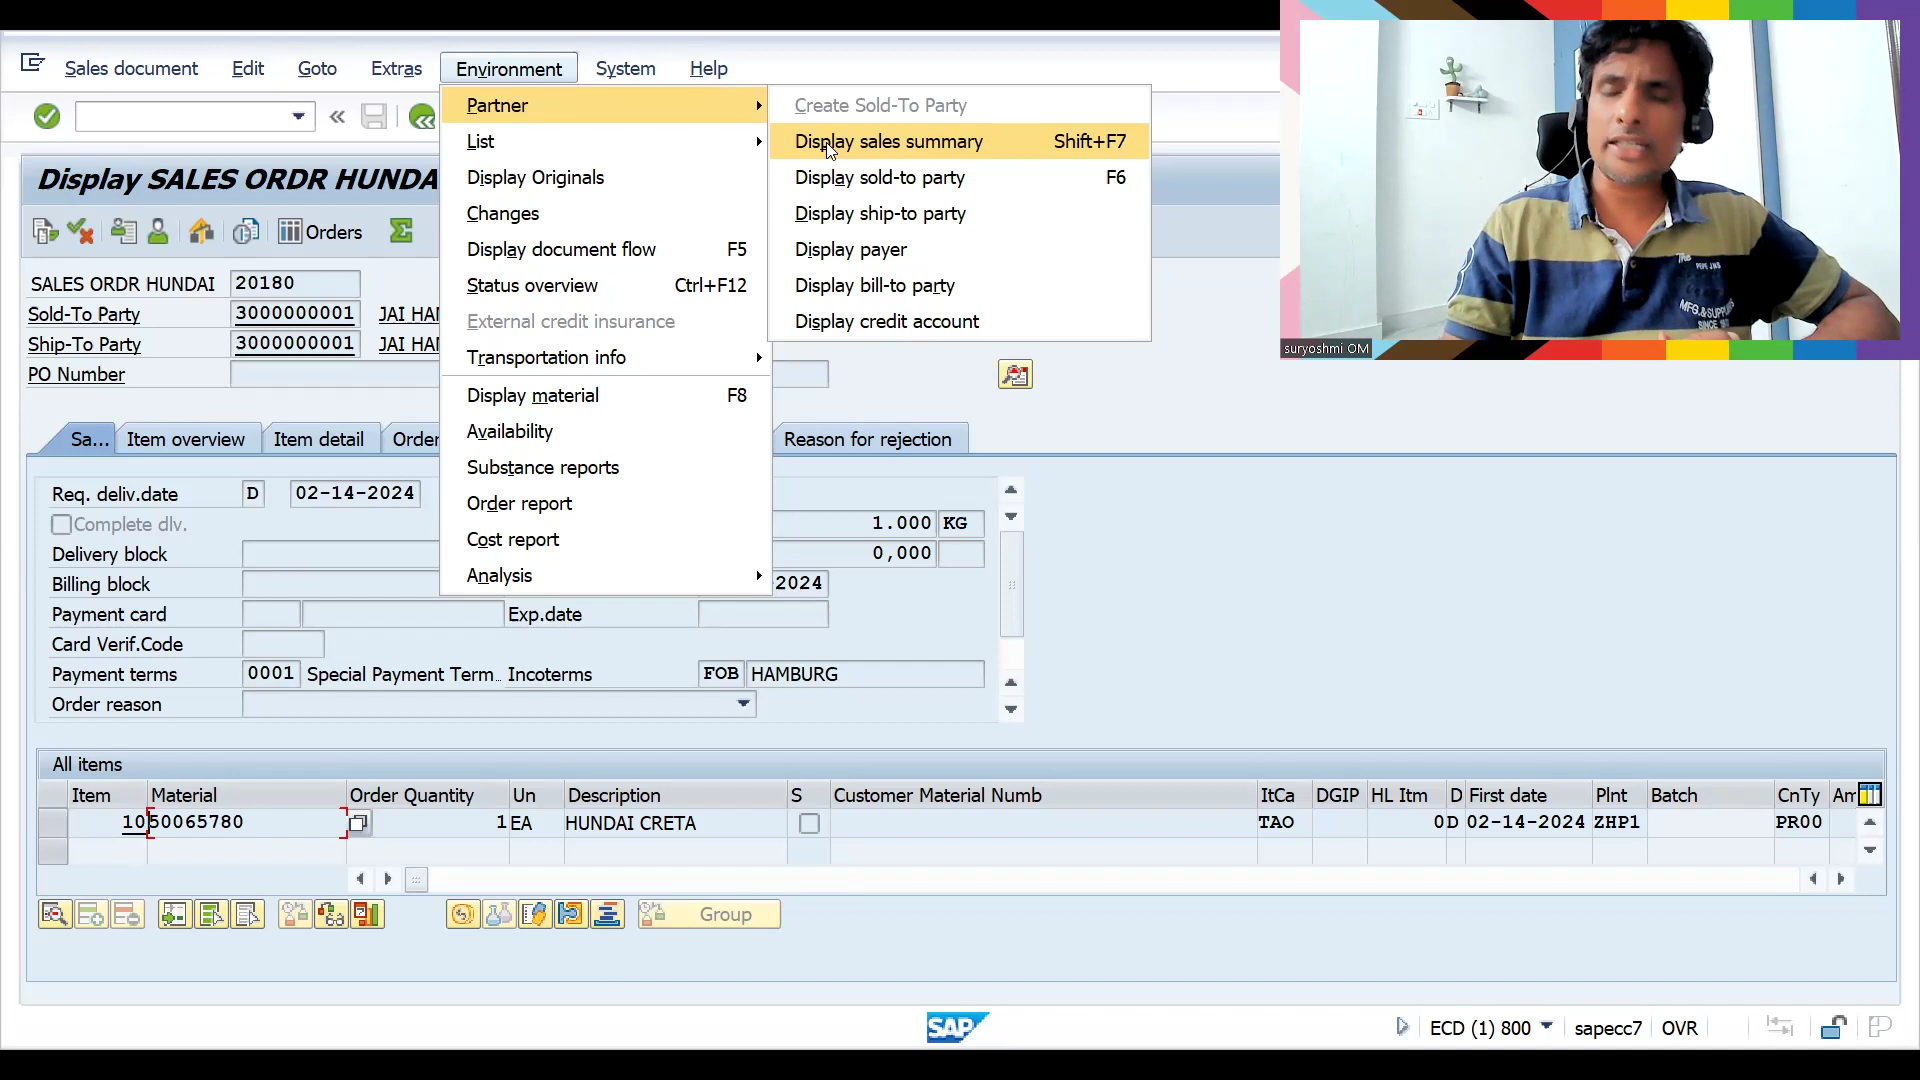 Sales document Edit Goto Extras Environment System Help
Partner
List
Display Originals
Changes
Display document flow F5
Status overview Ctrl+F12
External credit insurance
Transportation info
Display material F8
Availability
Substance reports
Order report
Cost report
Analysis
Create Sold-To Party
Display sales summary Shift+F7
Display sold-to party F6
Display ship-to party
Display payer
Display bill-to party
Display credit account
suryoshmi OM
Display SALES ORDR HUNDA
Orders
SALES ORDR HUNDAI 20180
Sold-To Party 3000000001 JAI HA
Ship-To Party 3000000001 JAI HA
PO Number
Sa... Item overview Item detail Order Reason for rejection
Req. deliv.date D 02-14-2024
Complete dlv. 1.000 KG
Delivery block 0,000
Billing block 2024
Payment card Exp.date
Card Verif.Code
Payment terms 0001 Special Payment Term... Incoterms FOB HAMBURG
Order reason
All items
Item Material Order Quantity Un Description S Customer Material Numb ItCa DGIP HL Itm D First date Plnt Batch CnTy Am
10 50065780 1 EA HUNDAI CRETA TAO 0 D 02-14-2024 ZHP1 PR00
Group
SAP
ECD (1) 800 sapecc7 OVR